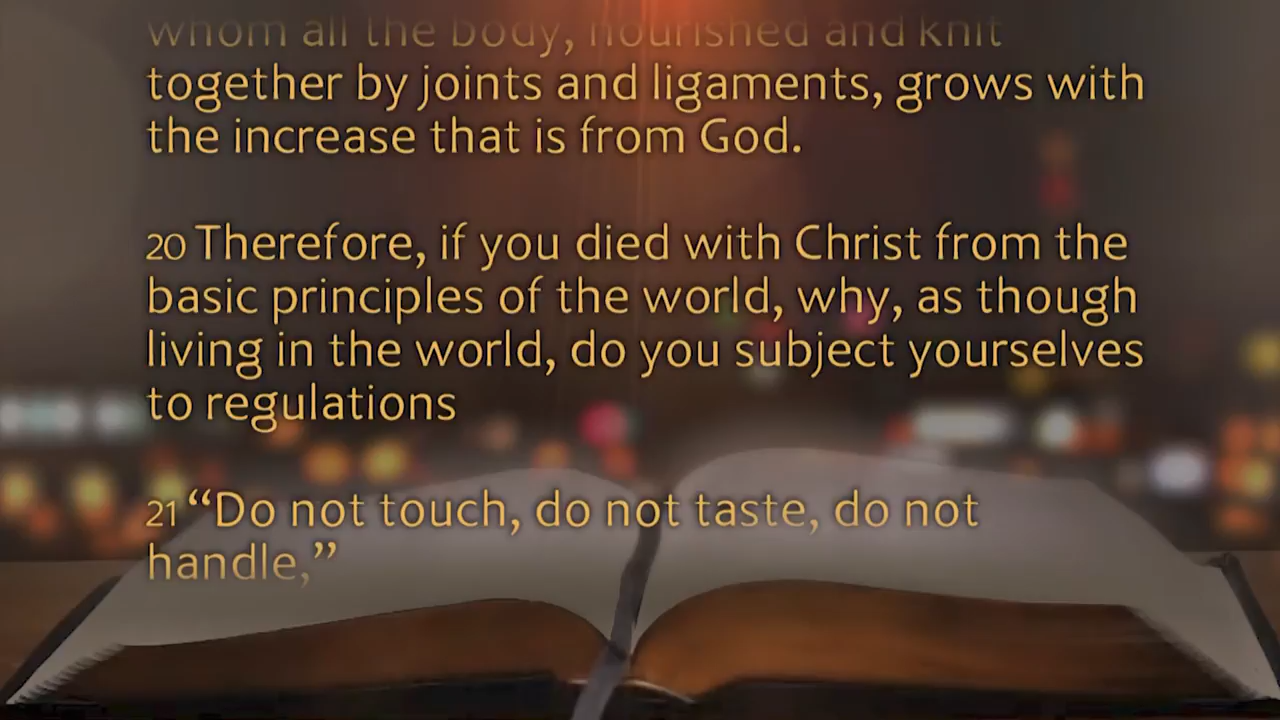 whom all the body, nourished and knit
together by joints and ligaments, grows with
the increase that is from God.
20 Therefore, if you died with Christ from the
basic principles of the world, why, as though
living in the world, do you subject yourselves
to regulations
21 “Do not touch, do not taste, do not
handle,”